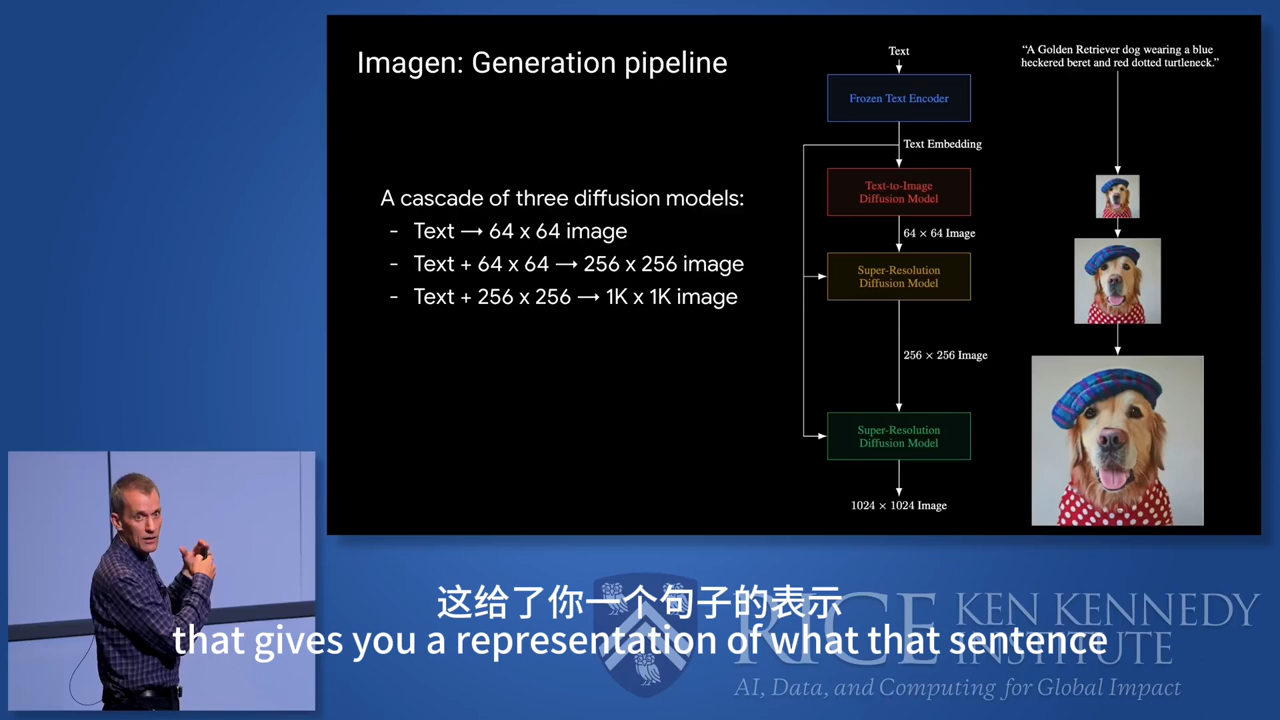 Imagen: Generation pipeline
A cascade of three diffusion models:
- Text → 64 x 64 image
- Text + 64 x 64 → 256 x 256 image
- Text + 256 x 256 → 1K x 1K image
Text
Frozen Text Encoder
Text Embedding
Text-to-Image
Diffusion Model
64 × 64 Image
Super-Resolution
Diffusion Model
256 × 256 Image
Super-Resolution
Diffusion Model
1024 × 1024 Image
“A Golden Retriever dog wearing a blue
heckered beret and red dotted turtleneck.”
这给了你一个句子的表示
that gives you a representation of what that sentence
RICE
KEN KENNEDY
INSTITUTE
AI, Data, and Computing for Global Impact